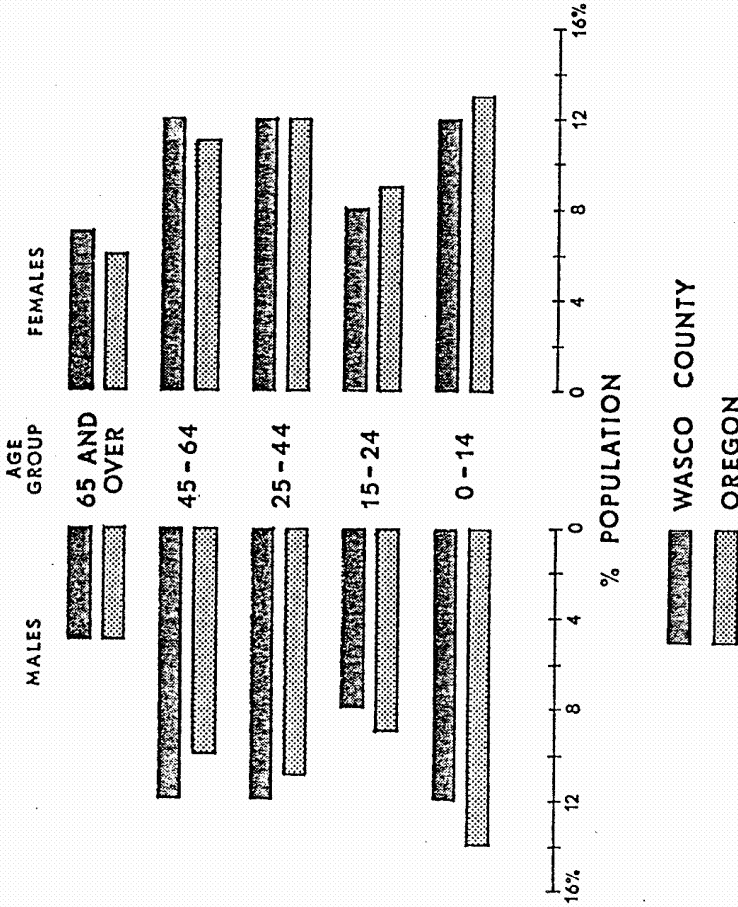 AGE
GROUP
MALES
FEMALES
65 AND
OVER
45-64
25-44
15-24
0-14
16% 12 8 4 0
0 4 8 12 16%
% POPULATION
WASCO COUNTY
OREGON